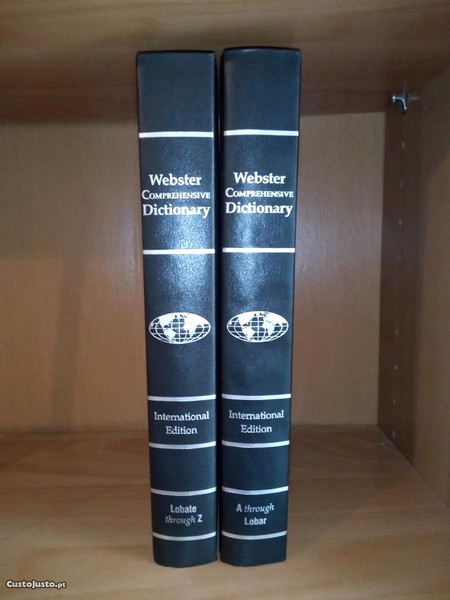 Webster
COMPREHENSIVE
Dictionary
International
Edition
Lobate
through Z
Webster
COMPREHENSIVE
Dictionary
International
Edition
A through
Lobar
CustoJusto.pt